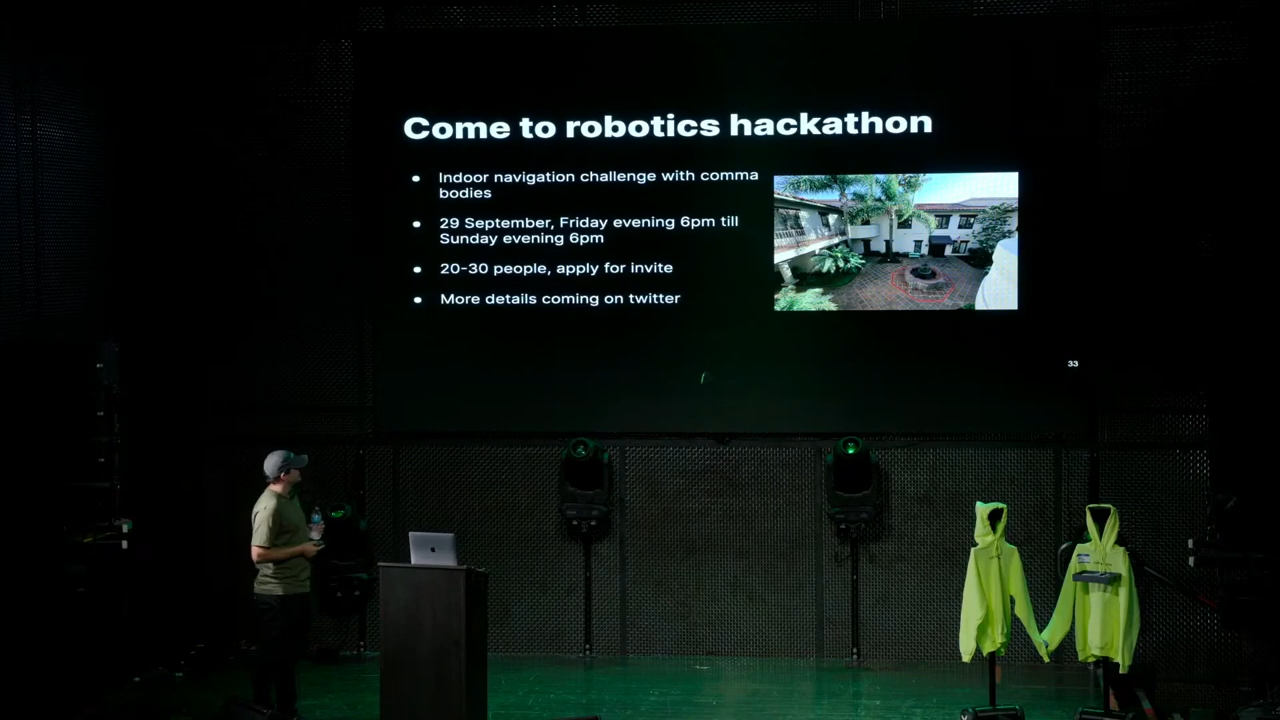 Come to robotics hackathon
Indoor navigation challenge with comma
bodies
29 September, Friday evening 6pm till
Sunday evening 6pm
20-30 people, apply for invite
More details coming on twitter
33